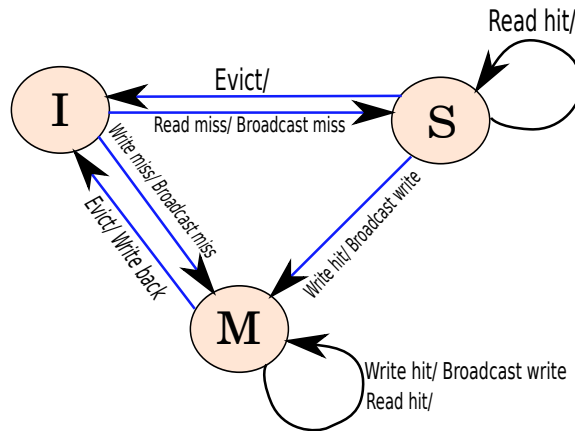 Read hit/
Evict/
I
S
Read miss/ Broadcast miss
Write miss/ Broadcast miss
Evict/ Write back
Write hit/ Broadcast write
M
Write hit/ Broadcast write
Read hit/